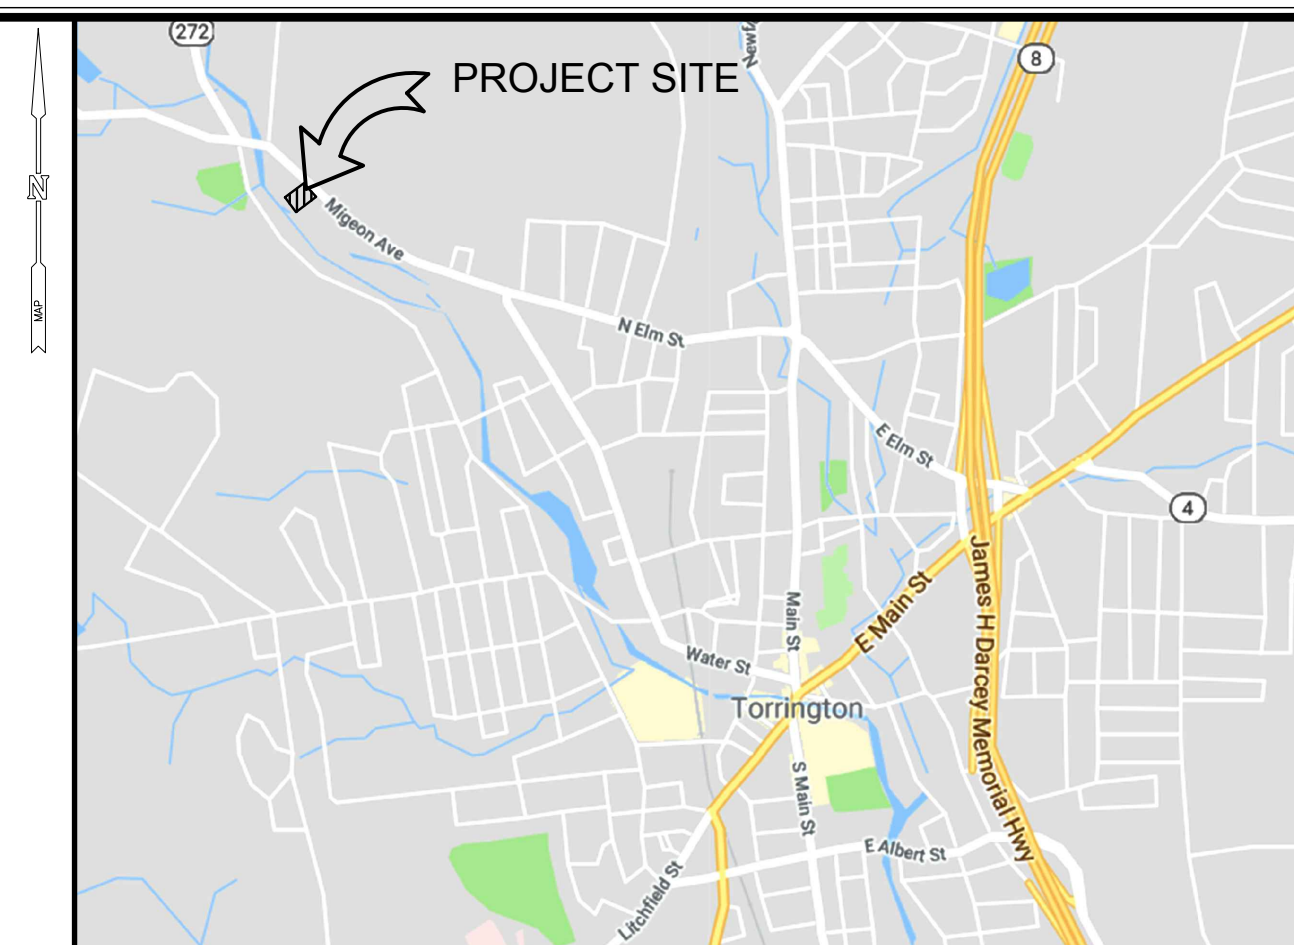 272
PROJECT SITE
8
N
MAP
Migeon Ave
N Elm St
E Elm St
4
James H Darcey Memorial Hwy
E Main St
Main St
Water St
Torrington
S Main St
E Albert St
Litchfield St